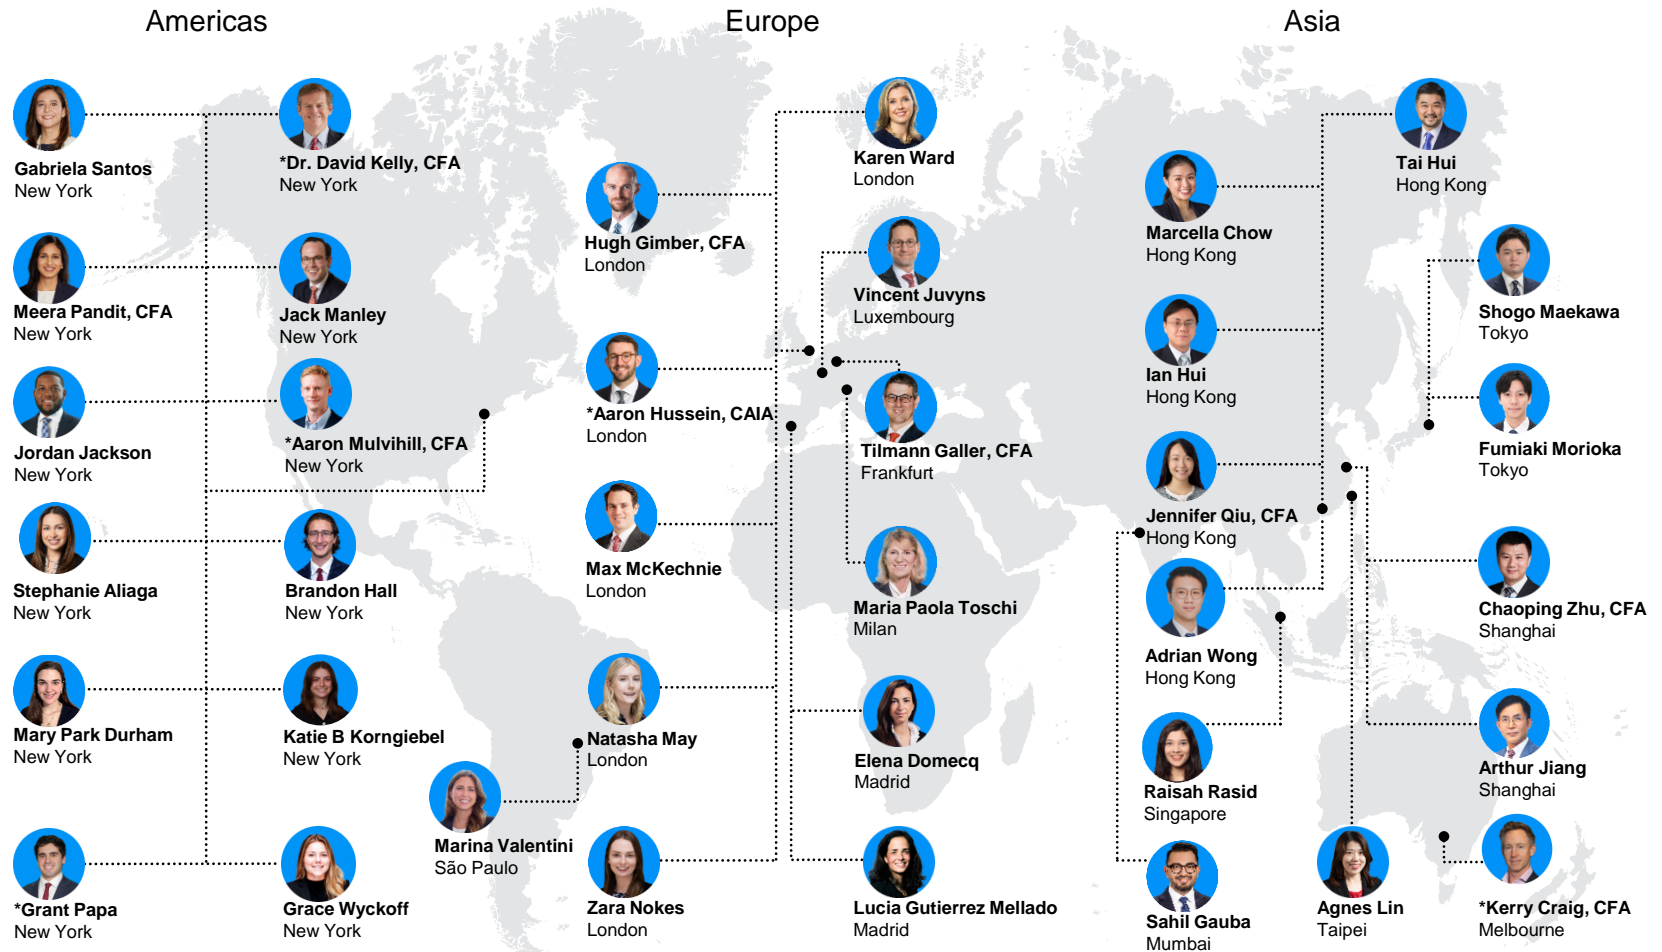 Americas
Gabriela Santos
New York
*Dr. David Kelly, CFA
New York
Meera Pandit, CFA
New York
Jack Manley
New York
Jordan Jackson
New York
*Aaron Mulvihill, CFA
New York
Stephanie Aliaga
New York
Brandon Hall
New York
Mary Park Durham
New York
Katie B Korngiebel
New York
*Grant Papa
New York
Grace Wyckoff
New York
Marina Valentini
São Paulo
Europe
Karen Ward
London
Hugh Gimber, CFA
London
Vincent Juvyns
Luxembourg
*Aaron Hussein, CAIA
London
Tilmann Galler, CFA
Frankfurt
Max McKechnie
London
Maria Paola Toschi
Milan
Natasha May
London
Elena Domecq
Madrid
Zara Nokes
London
Lucia Gutierrez Mellado
Madrid
Asia
Tai Hui
Hong Kong
Marcella Chow
Hong Kong
Shogo Maekawa
Tokyo
Ian Hui
Hong Kong
Fumiaki Morioka
Tokyo
Jennifer Qiu, CFA
Hong Kong
Chaoping Zhu, CFA
Shanghai
Adrian Wong
Hong Kong
Arthur Jiang
Shanghai
Raisah Rasid
Singapore
Sahil Gauba
Mumbai
Agnes Lin
Taipei
*Kerry Craig, CFA
Melbourne